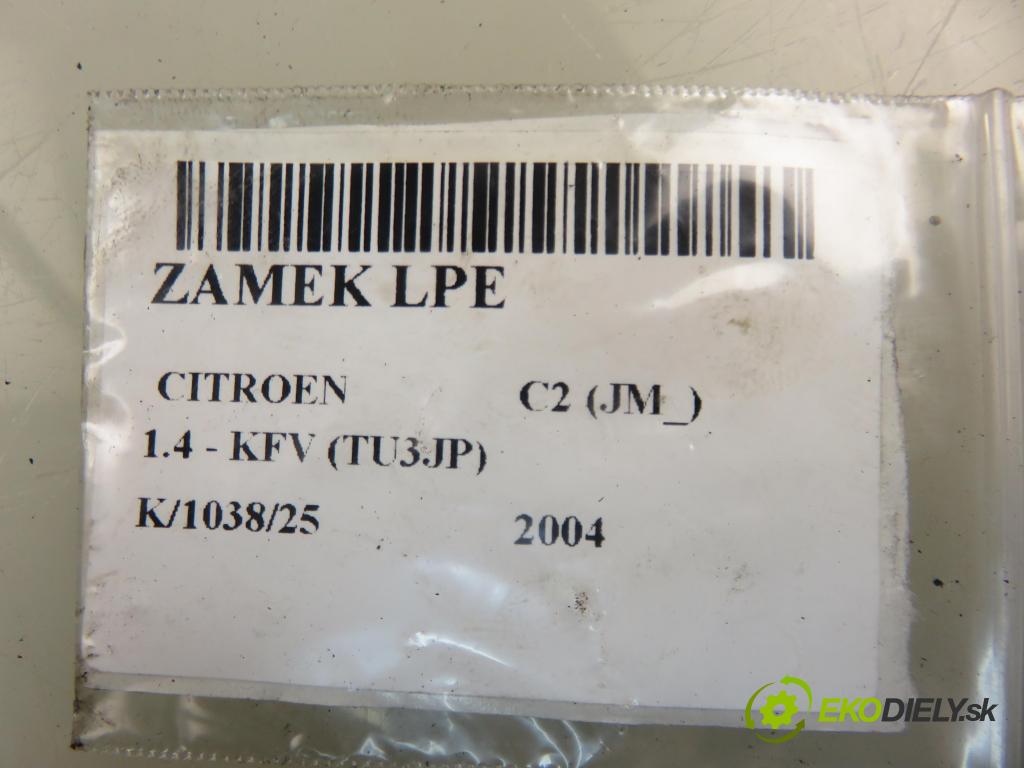 ZAMEK LPE
CITROEN C2 (JM_)
1.4 - KFV (TU3JP)
K/1038/25 2004
EKODIELY.sk